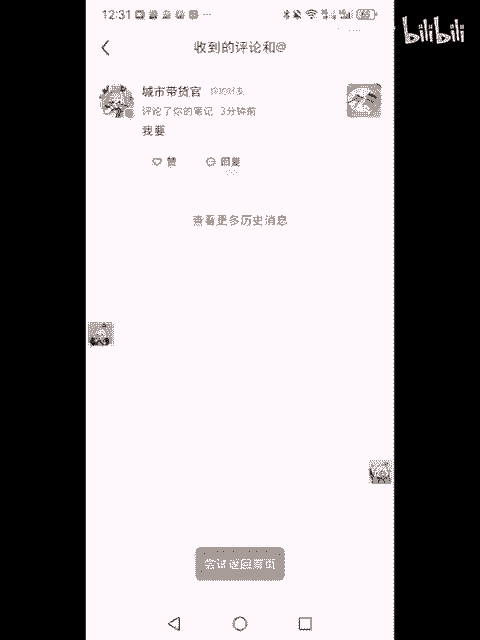 12:31
bilibili
收到的评论和@
城市带货官
评论了你的笔记 3分钟前
我要
赞 回复
查看更多历史消息
尝试返回首页